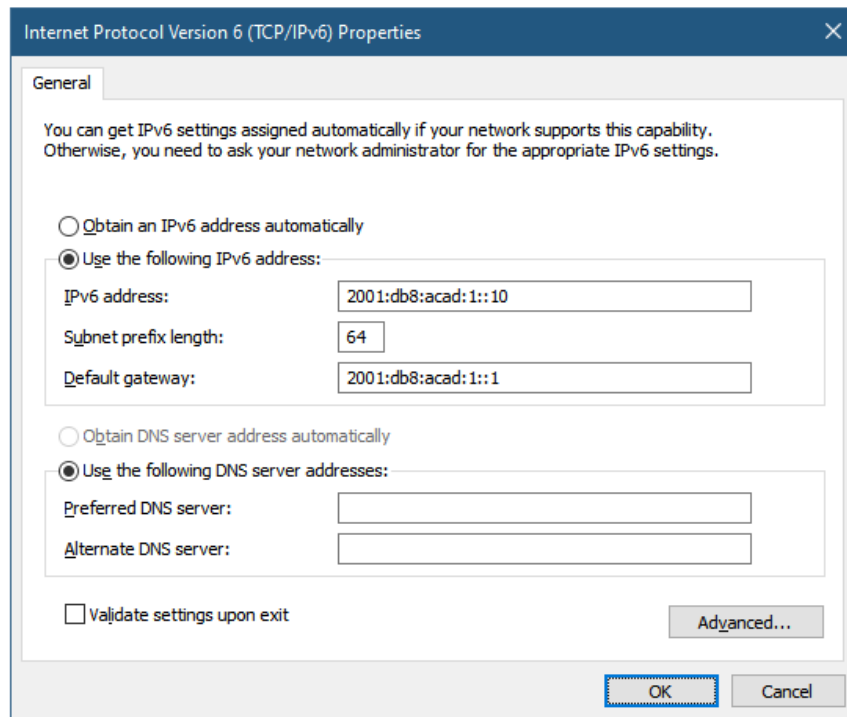 Internet Protocol Version 6 (TCP/IPv6) Properties
General
You can get IPv6 settings assigned automatically if your network supports this capability.
Otherwise, you need to ask your network administrator for the appropriate IPv6 settings.
Obtain an IPv6 address automatically
Use the following IPv6 address:
IPv6 address: 2001:db8:acad:1::10
Subnet prefix length: 64
Default gateway: 2001:db8:acad:1::1
Obtain DNS server address automatically
Use the following DNS server addresses:
Preferred DNS server:
Alternate DNS server:
Validate settings upon exit
Advanced...
OK Cancel